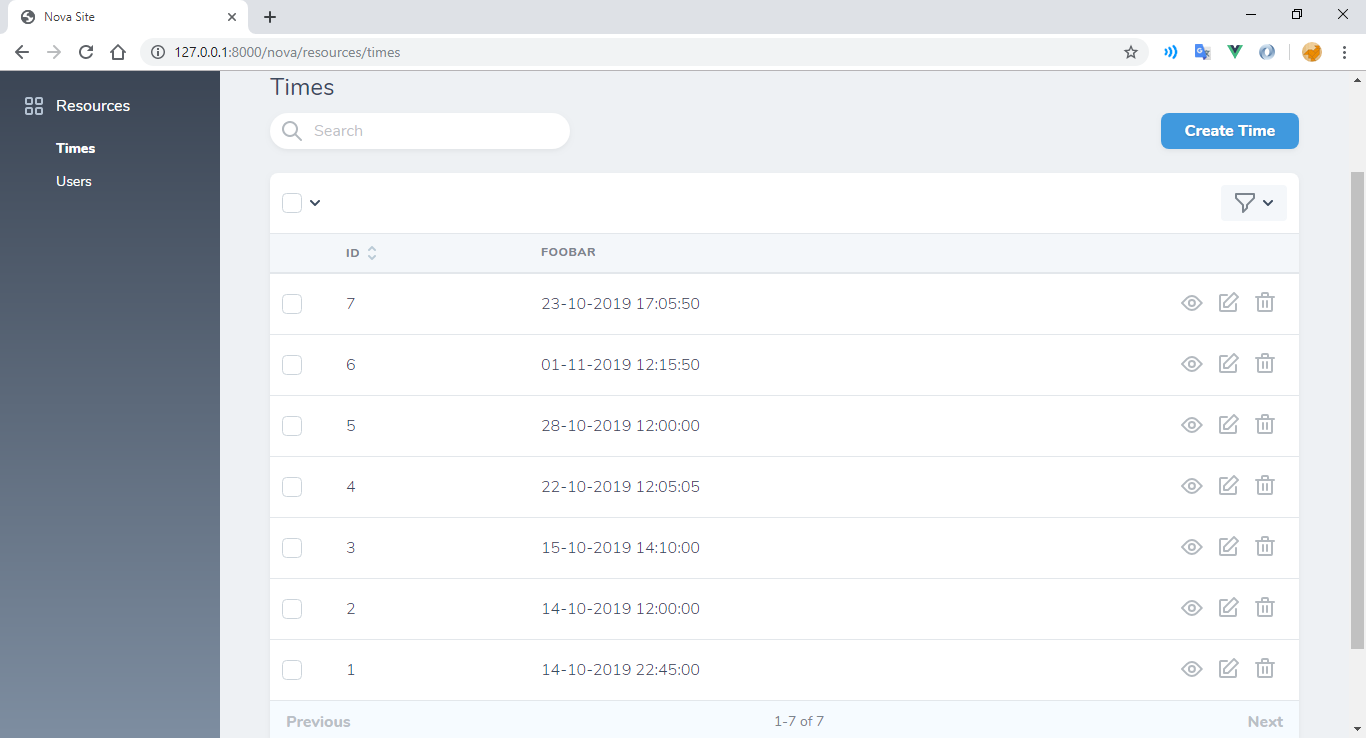 Nova Site
127.0.0.1:8000/nova/resources/times
Resources
Times
Users
Times
Search
Create Time
ID FOOBAR
7 23-10-2019 17:05:50
6 01-11-2019 12:15:50
5 28-10-2019 12:00:00
4 22-10-2019 12:05:05
3 15-10-2019 14:10:00
2 14-10-2019 12:00:00
1 14-10-2019 22:45:00
Previous 1-7 of 7 Next